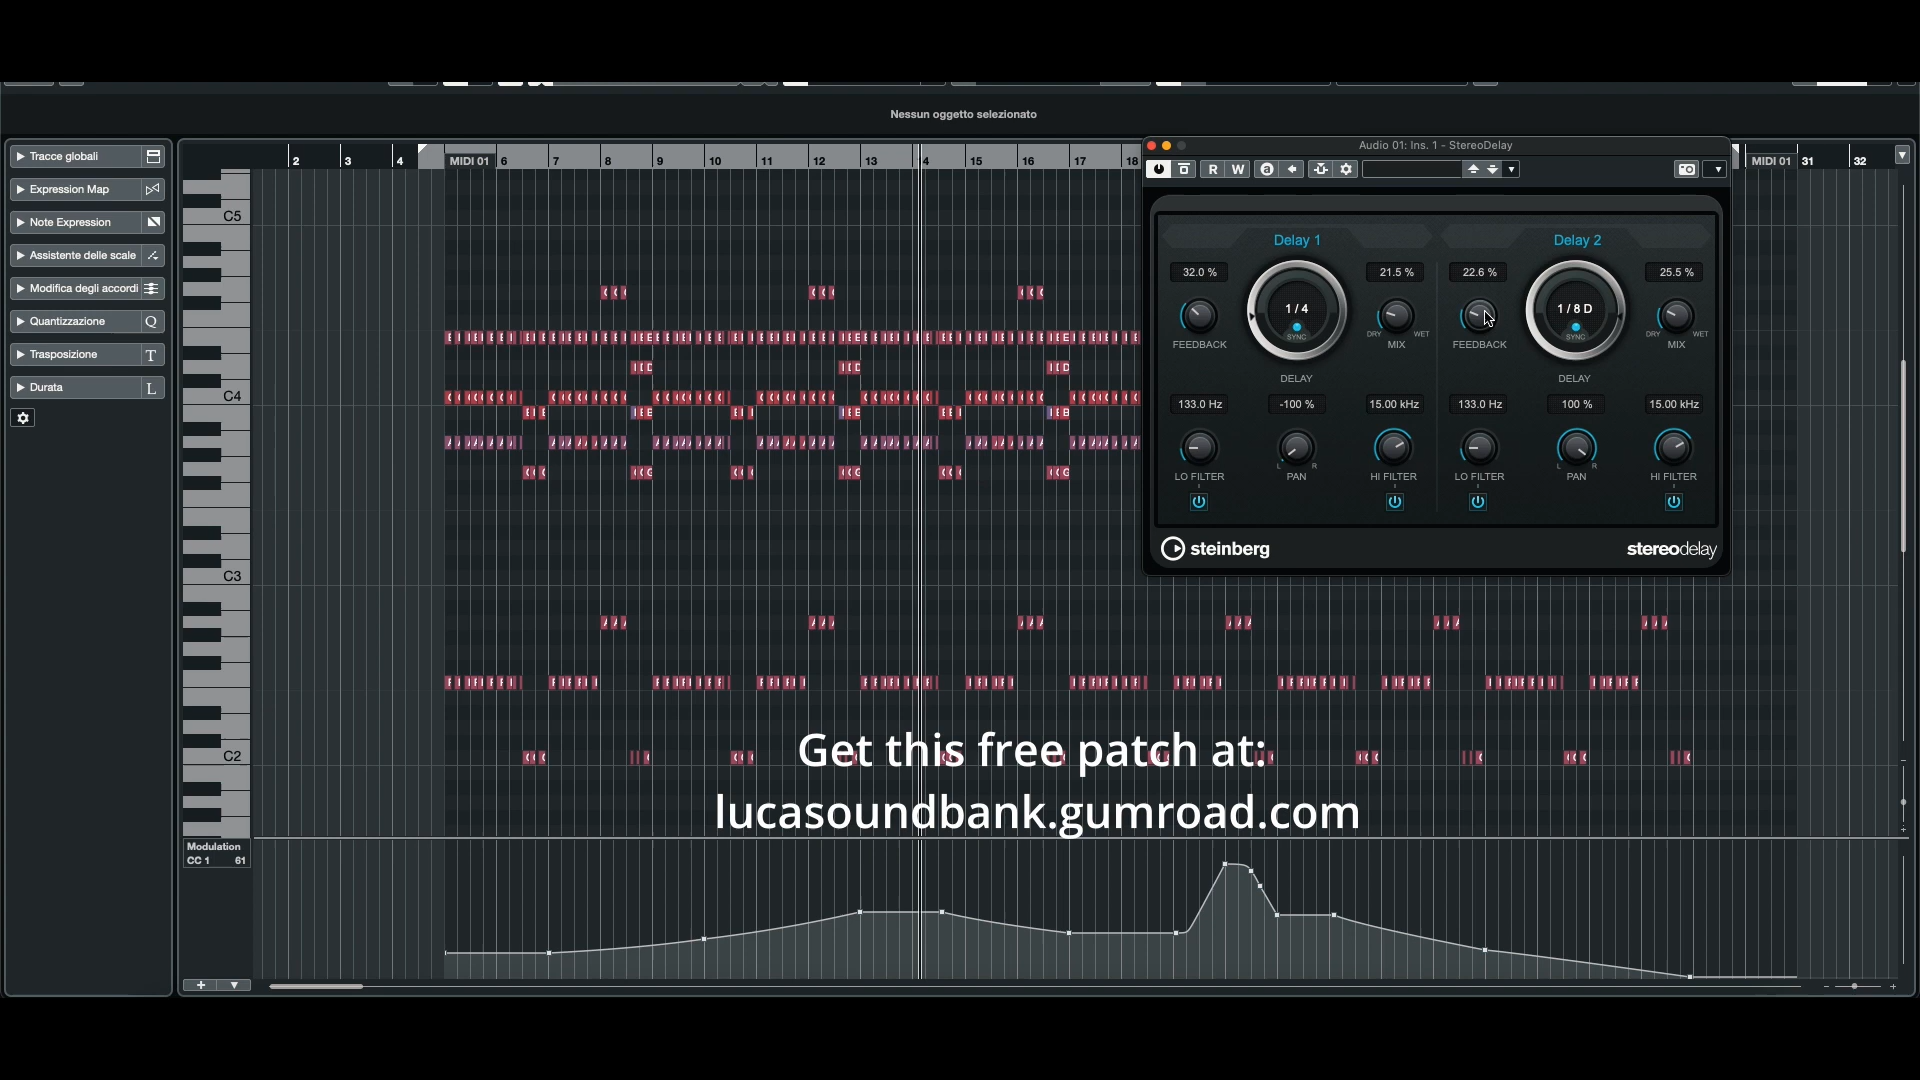 Nessun oggetto selezionato
Tracce globali
Expression Map
Note Expression
Assistente delle scale
Modifica degli accordi
Quantizzazione Q
Trasposizione T
Durata L
2 3 4 MIDI 01 6 7 8 9 10 11 12 13 14 15 16 17 18 MIDI 01 31 32
C5
C4
C3
C2
Audio 01: Ins. 1 - StereoDelay
R W a
Delay 1 Delay 2
32.0 % 21.5 % 22.6 % 25.5 %
1 / 4 1 / 8 D
SYNC SYNC
DRY WET DRY WET
FEEDBACK MIX FEEDBACK MIX
DELAY DELAY
133.0 Hz -100 % 15.00 kHz 133.0 Hz 100 % 15.00 kHz
L R L R
LO FILTER PAN HI FILTER LO FILTER PAN HI FILTER
steinberg stereodelay
Get this free patch at:
lucasoundbank.gumroad.com
Modulation
CC 1 61